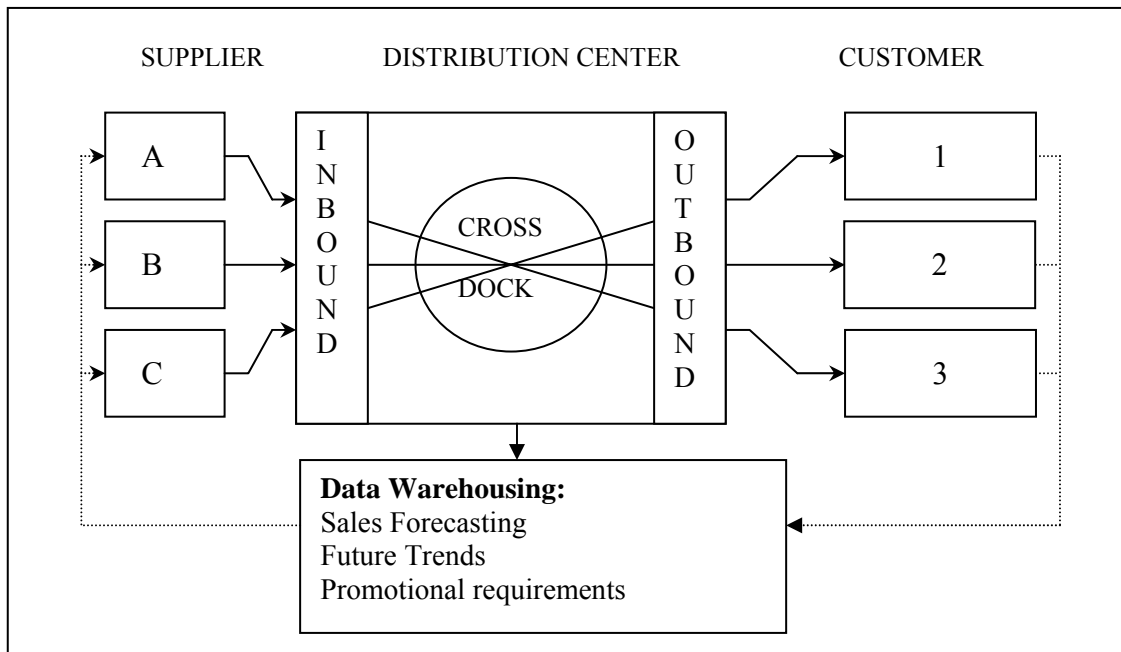 SUPPLIER
DISTRIBUTION CENTER
CUSTOMER
A
B
C
INBOUND
CROSS
DOCK
OUTBOUND
1
2
3
Data Warehousing:
Sales Forecasting
Future Trends
Promotional requirements